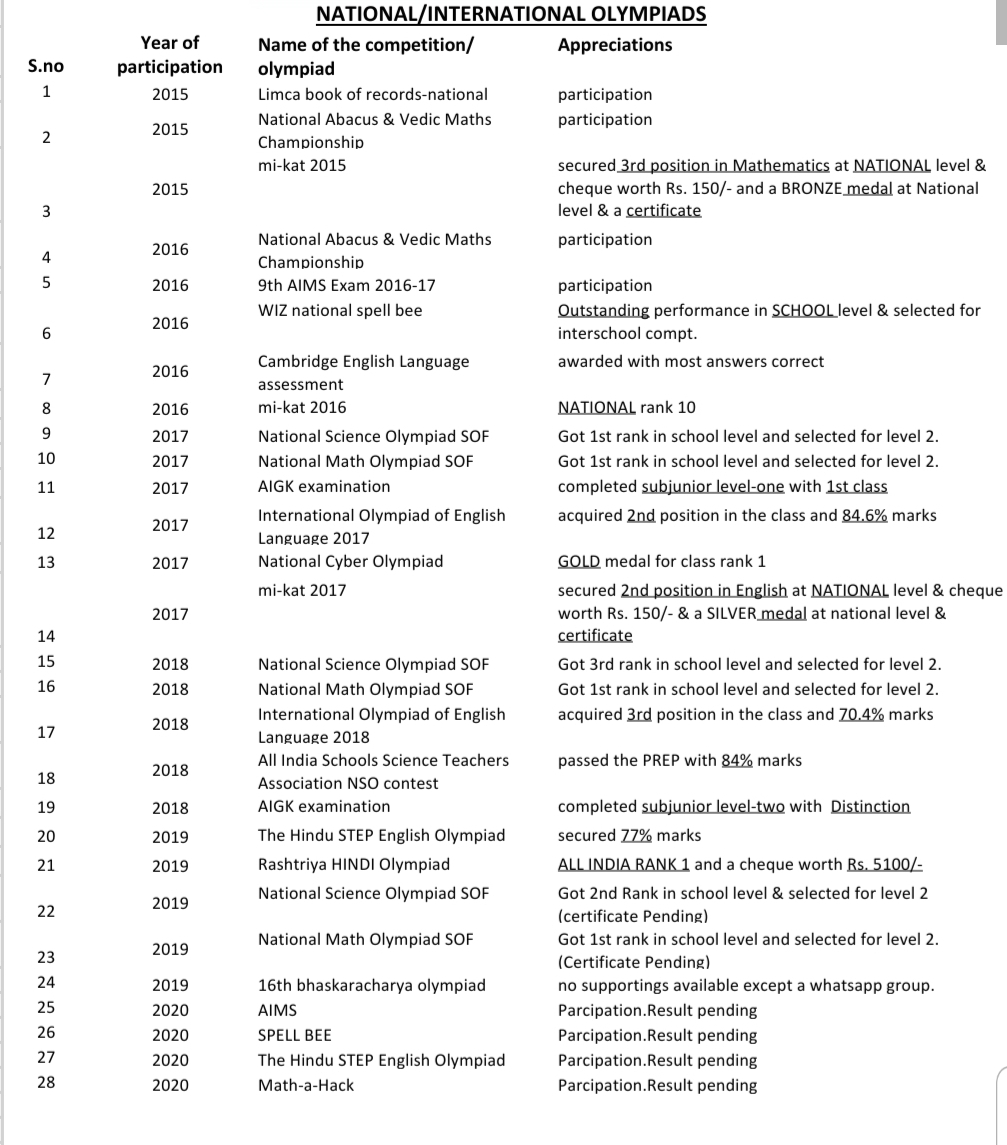 NATIONAL/INTERNATIONAL OLYMPIADS
S.no Year of participation Name of the competition/ olympiad Appreciations
1 2015 Limca book of records-national participation
2 2015 National Abacus & Vedic Maths Championship participation
3 2015 mi-kat 2015 secured 3rd position in Mathematics at NATIONAL level & cheque worth Rs. 150/- and a BRONZE medal at National level & a certificate
4 2016 National Abacus & Vedic Maths Championship participation
5 2016 9th AIMS Exam 2016-17 participation
6 2016 WIZ national spell bee Outstanding performance in SCHOOL level & selected for interschool compt.
7 2016 Cambridge English Language assessment awarded with most answers correct
8 2016 mi-kat 2016 NATIONAL rank 10
9 2017 National Science Olympiad SOF Got 1st rank in school level and selected for level 2.
10 2017 National Math Olympiad SOF Got 1st rank in school level and selected for level 2.
11 2017 AIGK examination completed subjunior level-one with 1st class
12 2017 International Olympiad of English Language 2017 acquired 2nd position in the class and 84.6% marks
13 2017 National Cyber Olympiad GOLD medal for class rank 1
14 2017 mi-kat 2017 secured 2nd position in English at NATIONAL level & cheque worth Rs. 150/- & a SILVER medal at national level & certificate
15 2018 National Science Olympiad SOF Got 3rd rank in school level and selected for level 2.
16 2018 National Math Olympiad SOF Got 1st rank in school level and selected for level 2.
17 2018 International Olympiad of English Language 2018 acquired 3rd position in the class and 70.4% marks
18 2018 All India Schools Science Teachers Association NSO contest passed the PREP with 84% marks
19 2018 AIGK examination completed subjunior level-two with Distinction
20 2019 The Hindu STEP English Olympiad secured 77% marks
21 2019 Rashtriya HINDI Olympiad ALL INDIA RANK 1 and a cheque worth Rs. 5100/-
22 2019 National Science Olympiad SOF Got 2nd Rank in school level & selected for level 2 (certificate Pending)
23 2019 National Math Olympiad SOF Got 1st rank in school level and selected for level 2. (Certificate Pending)
24 2019 16th bhaskaracharya olympiad no supportings available except a whatsapp group.
25 2020 AIMS Parcipation.Result pending
26 2020 SPELL BEE Parcipation.Result pending
27 2020 The Hindu STEP English Olympiad Parcipation.Result pending
28 2020 Math-a-Hack Parcipation.Result pending